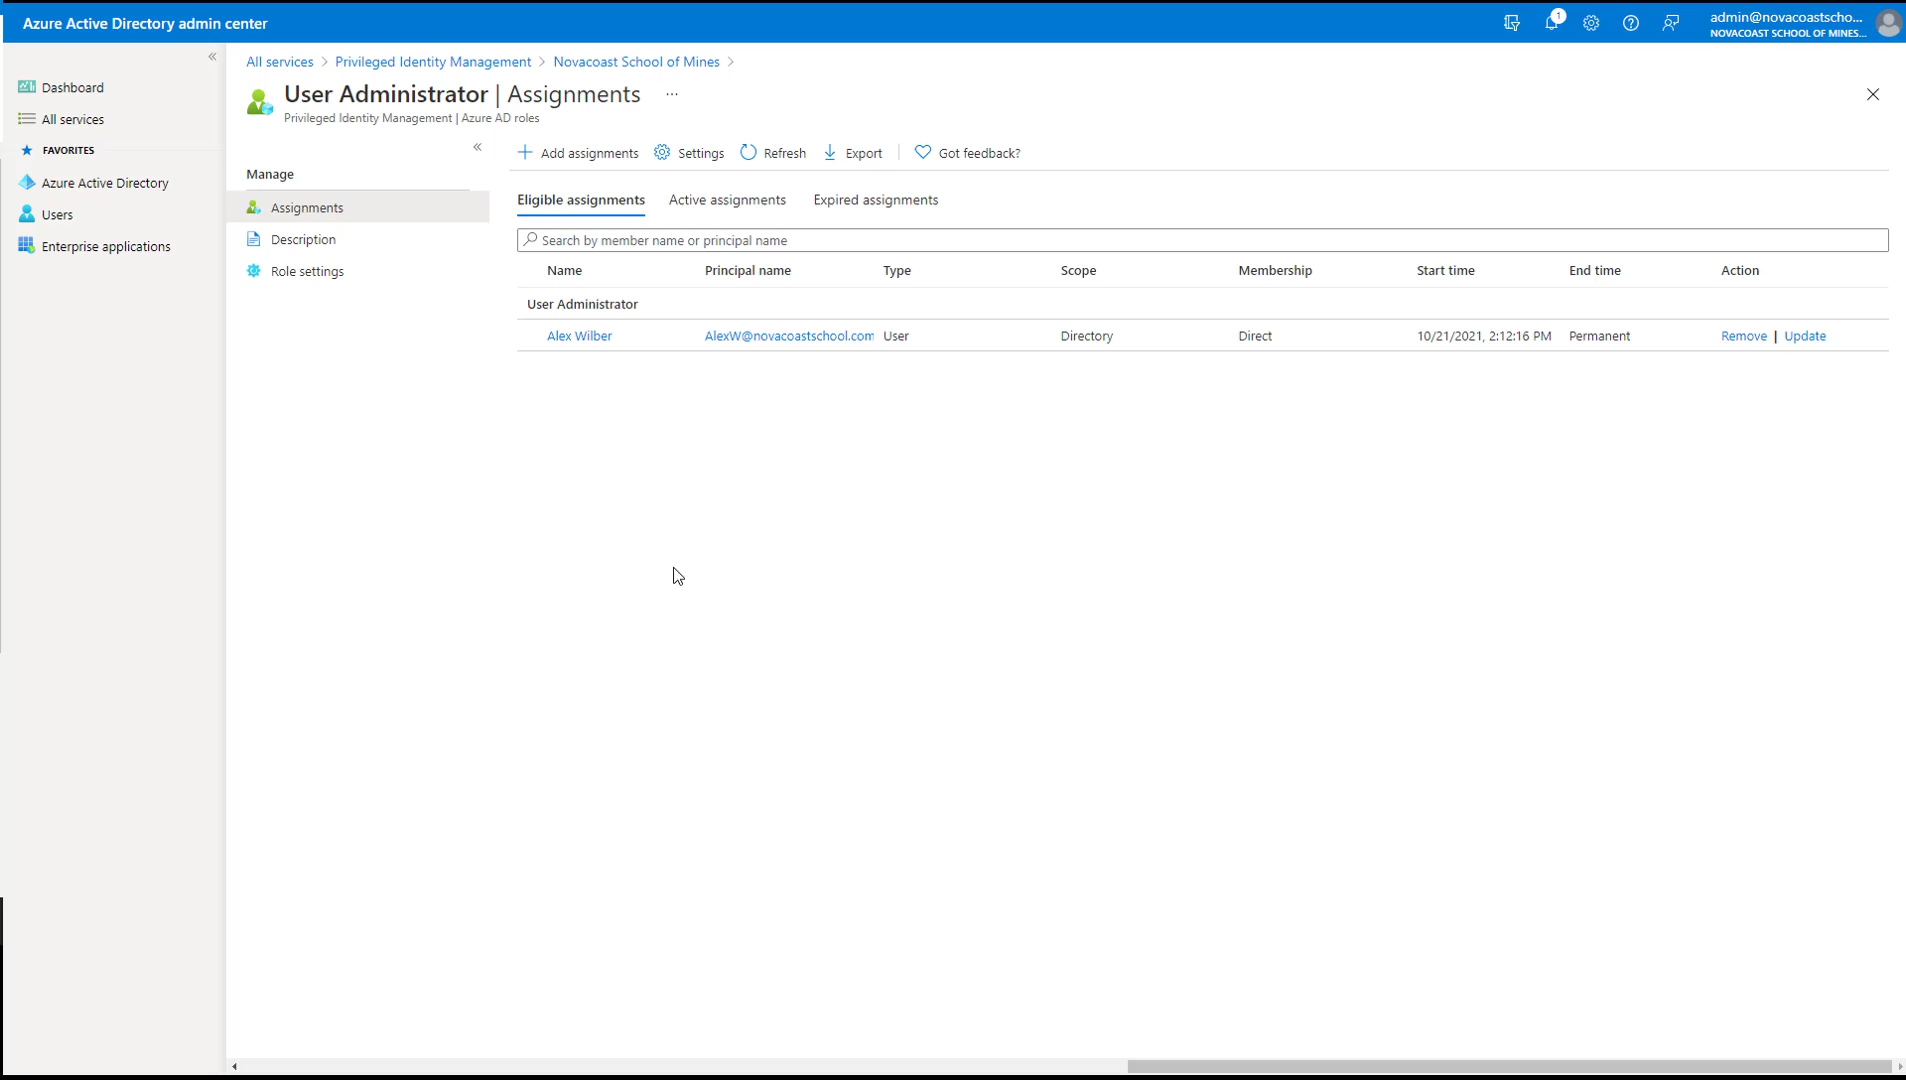 Azure Active Directory admin center
1
admin@novacoastscho...
NOVACOAST SCHOOL OF MINES...
«
Dashboard
All services
FAVORITES
Azure Active Directory
Users
Enterprise applications
All services > Privileged Identity Management > Novacoast School of Mines >
User Administrator | Assignments ...
Privileged Identity Management | Azure AD roles
«
Manage
Assignments
Description
Role settings
Add assignments Settings Refresh Export Got feedback?
Eligible assignments Active assignments Expired assignments
Search by member name or principal name
Name Principal name Type Scope Membership Start time End time Action
User Administrator
Alex Wilber AlexW@novacoastschool.com User Directory Direct 10/21/2021, 2:12:16 PM Permanent Remove | Update